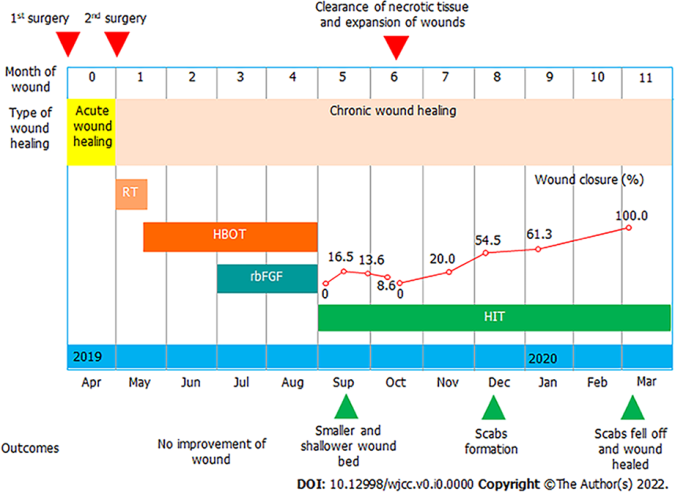 1st surgery 2nd surgery
Clearance of necrotic tissue
and expansion of wounds
Month of
wound
0 1 2 3 4 5 6 7 8 9 10 11
Type of
wound
healing
Acute
wound
healing
Chronic wound healing
RT
Wound closure (%)
HBOT
rbFGF
0 16.5 13.6 8.6 0 20.0 54.5 61.3 100.0
HIT
2019 2020
Apr May Jun Jul Aug Sup Oct Nov Dec Jan Feb Mar
Outcomes
No improvement of
wound
Smaller and
shallower wound
bed
Scabs
formation
Scabs fell off
and wound
healed
DOI: 10.12998/wjcc.v0.i0.0000 Copyright ©The Author(s) 2022.